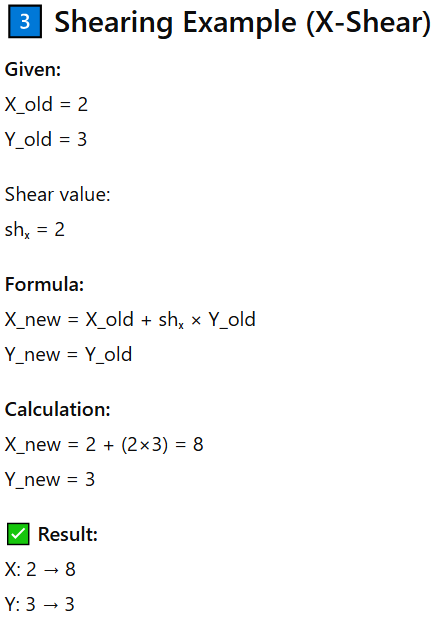 3 Shearing Example (X-Shear)
Given:
X_old = 2
Y_old = 3
Shear value:
shₓ = 2
Formula:
X_new = X_old + shₓ × Y_old
Y_new = Y_old
Calculation:
X_new = 2 + (2×3) = 8
Y_new = 3
✅ Result:
X: 2 → 8
Y: 3 → 3